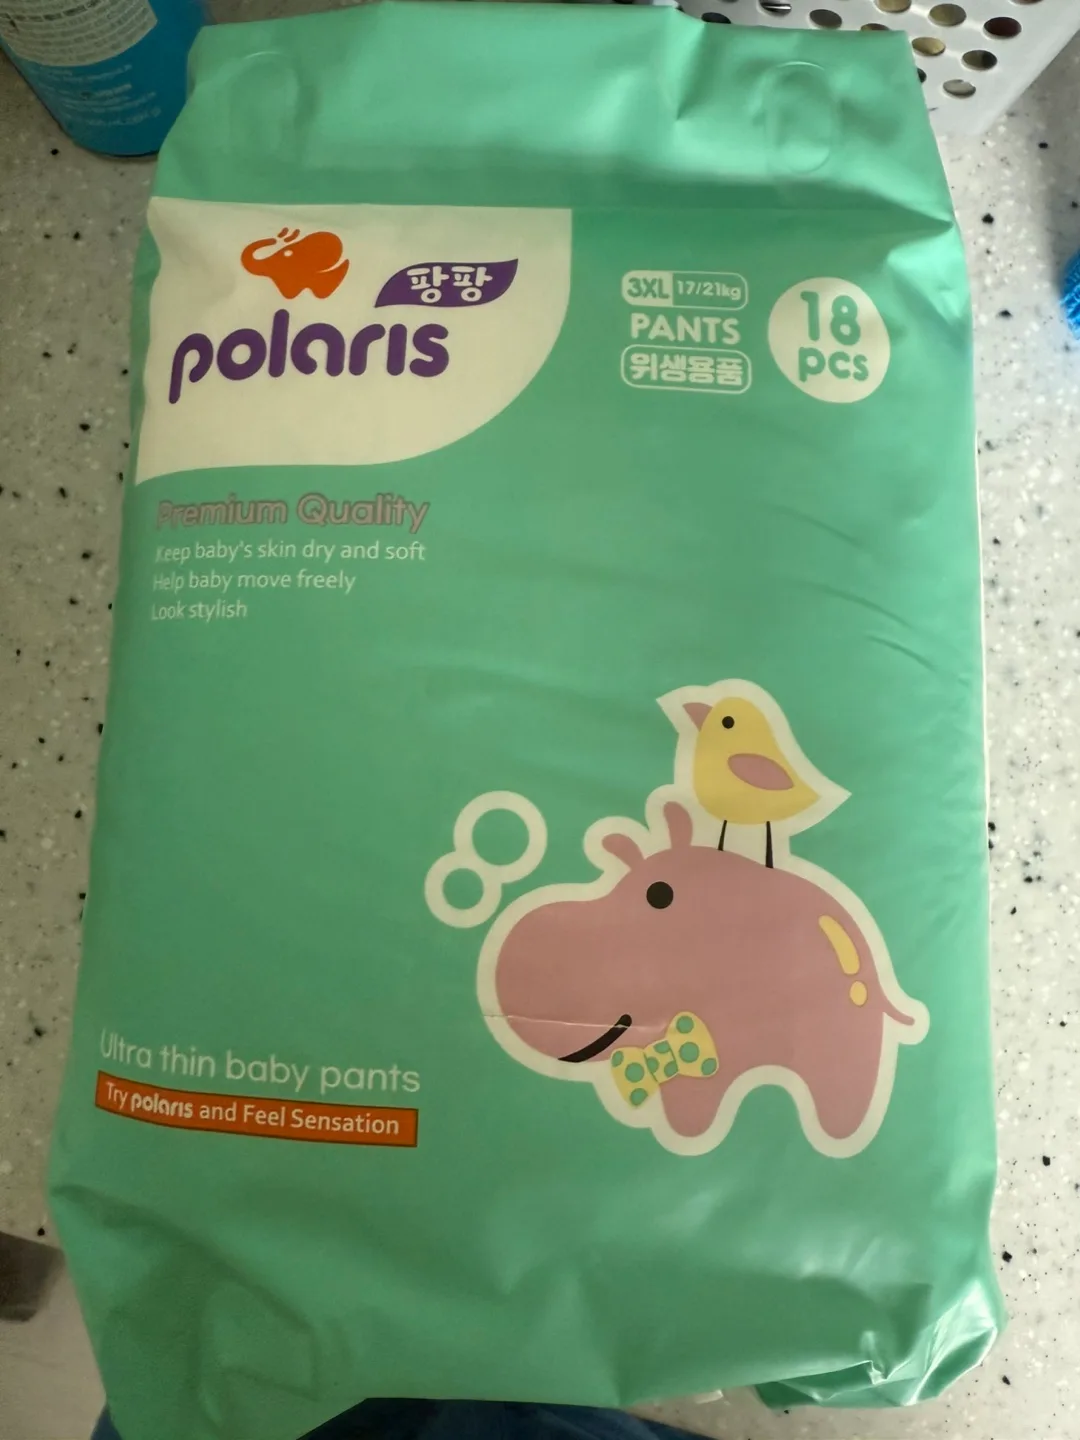 팡팡
polaris
3XL 17/21kg
PANTS
위생용품
18
pcs
Premium Quality
Keep baby's skin dry and soft
Help baby move freely
Look stylish
Ultra thin baby pants
Try polaris and Feel Sensation